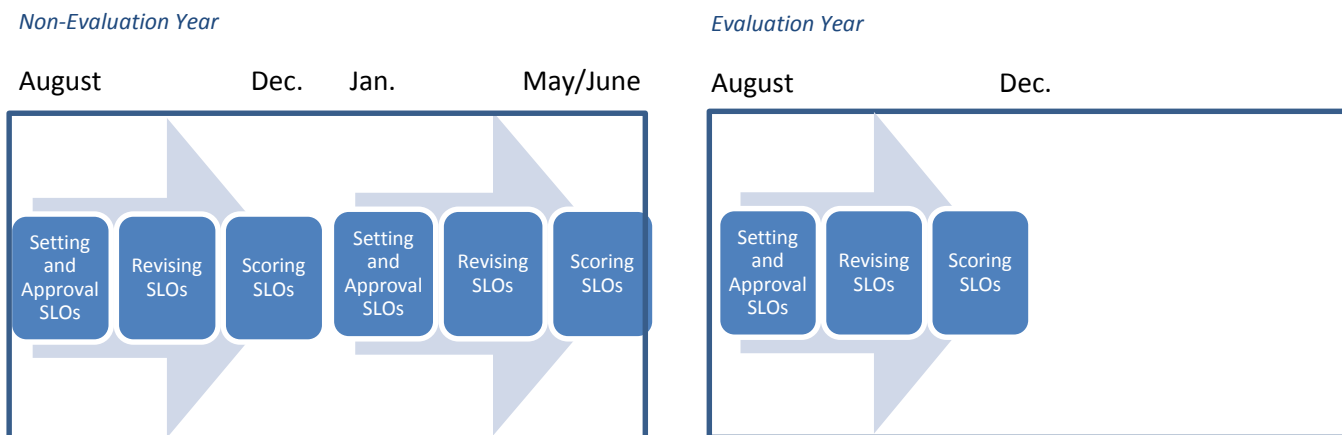 Non-Evaluation Year
Evaluation Year
August Dec. Jan. May/June
August Dec.
Setting
and
Approval
SLOs
Revising
SLOs
Scoring
SLOs
Setting
and
Approval
SLOs
Revising
SLOs
Scoring
SLOs
Setting
and
Approval
SLOs
Revising
SLOs
Scoring
SLOs